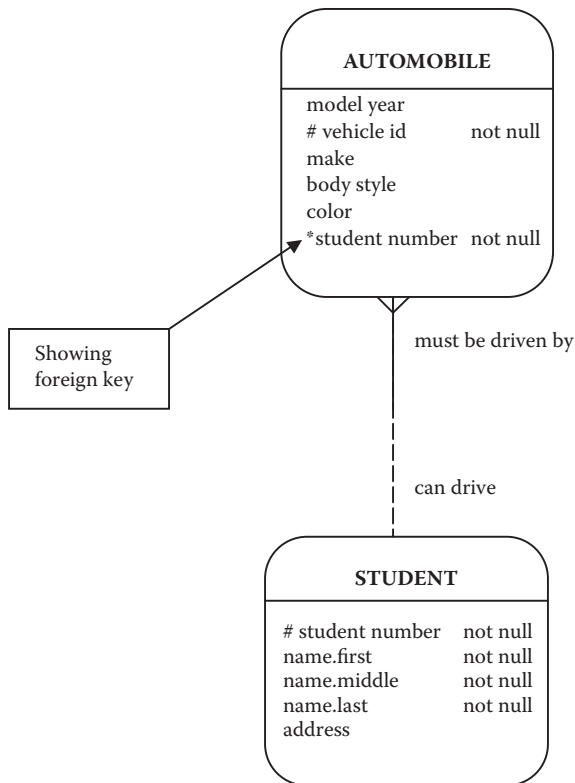 AUTOMOBILE
model year
# vehicle id not null
make
body style
color
*student number not null
Showing
foreign key
must be driven by
can drive
STUDENT
# student number not null
name.first not null
name.middle not null
name.last not null
address